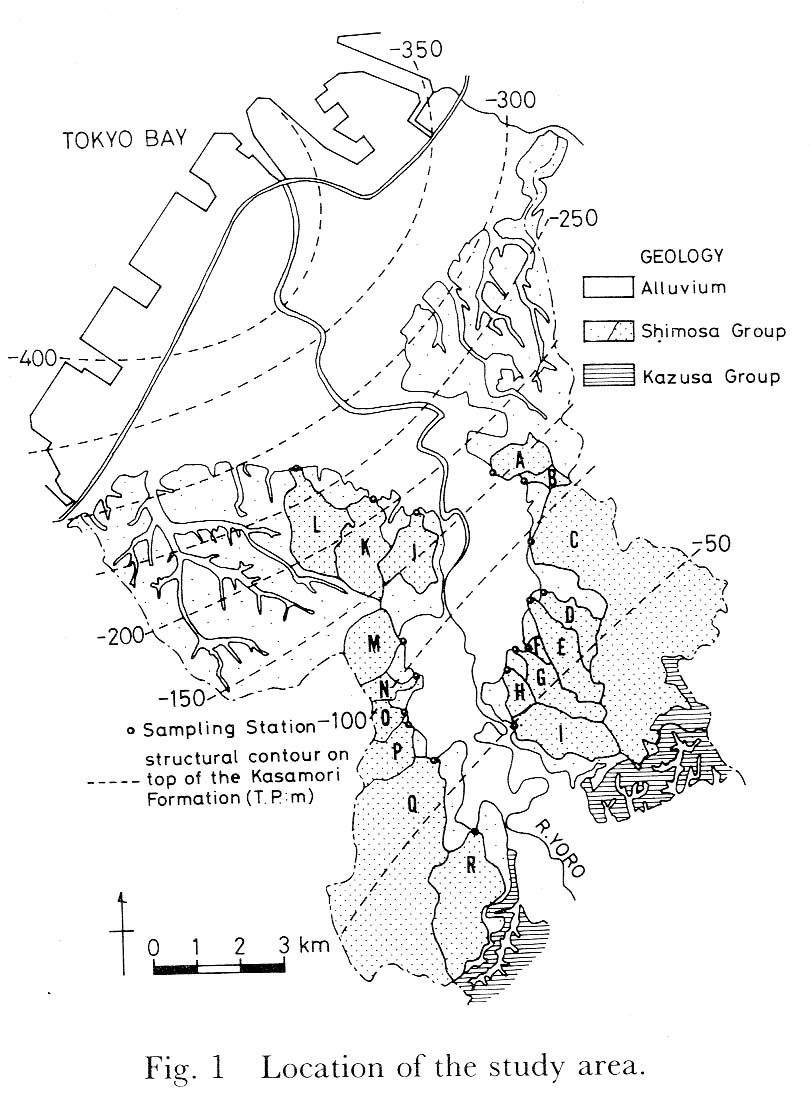 -350
-300
TOKYO BAY
-250
GEOLOGY
Alluvium
Shimosa Group
Kazusa Group
-400
A
B
C
L
K
J
-50
D
F
E
-200
M
G
N
H
-150
Sampling Station
-100
O
I
structural contour on
top of the Kasamori
Formation (T.P.:m)
P
Q
R
R.YORO
0 1 2 3 km
Fig. 1 Location of the study area.